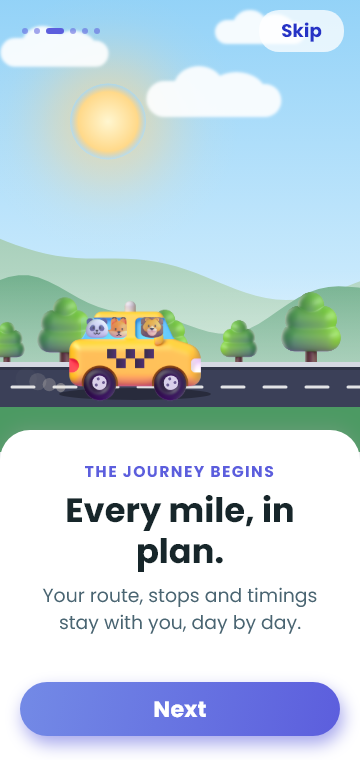 Skip
THE JOURNEY BEGINS
Every mile, in
plan.
Your route, stops and timings
stay with you, day by day.
Next